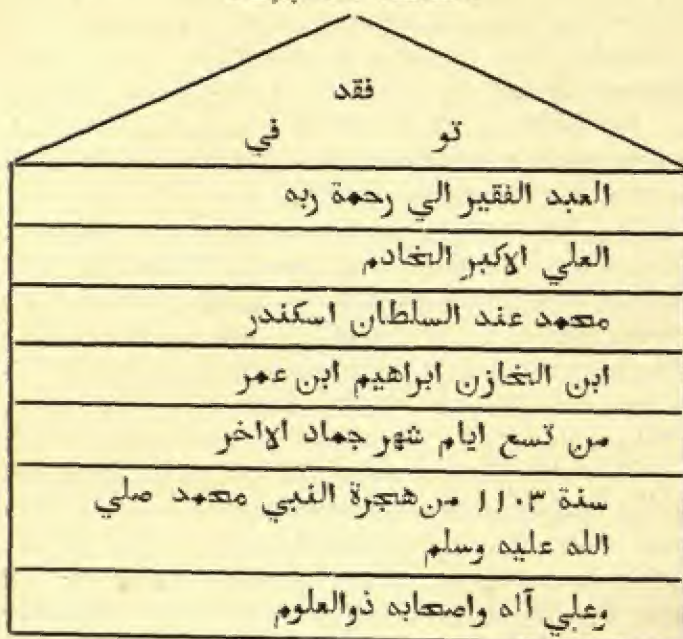 فقد
تو في
العبد الفقير الي رحمة ربه
العلي الاكبر الخادم
محمد عند السلطان اسكندر
ابن الخازن ابراهيم ابن عمر
من تسع ايام شهر جماد الاخر
سنة ١١٠٣ من هجرة النبي محمد صلي
الله عليه وسلم
وعلي آله واصحابه ذوالعلوم